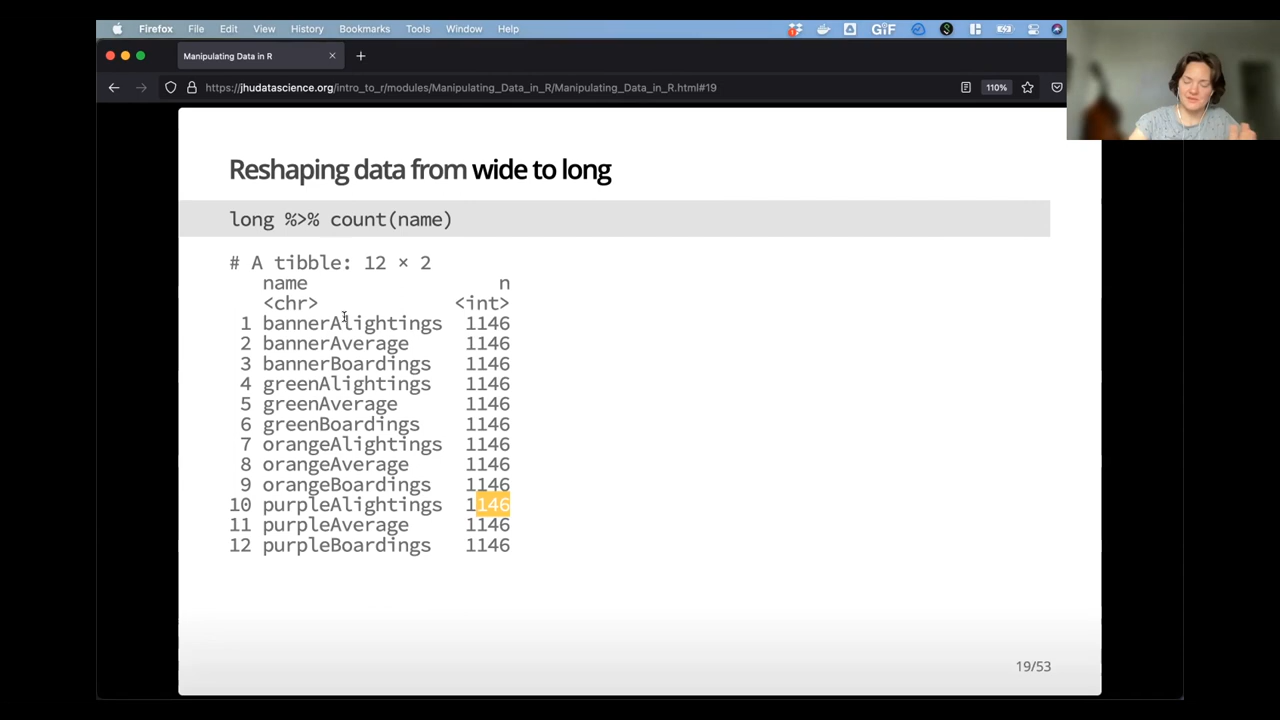 Firefox File Edit View History Bookmarks Tools Window Help
GIF
Manipulating Data in R
https://jhudatascience.org/intro_to_r/modules/Manipulating_Data_in_R/Manipulating_Data_in_R.html#19
110%
Reshaping data from wide to long
long %>% count(name)
# A tibble: 12 × 2
name n
<chr> <int>
1 bannerAlightings 1146
2 bannerAverage 1146
3 bannerBoardings 1146
4 greenAlightings 1146
5 greenAverage 1146
6 greenBoardings 1146
7 orangeAlightings 1146
8 orangeAverage 1146
9 orangeBoardings 1146
10 purpleAlightings 1146
11 purpleAverage 1146
12 purpleBoardings 1146
19/53